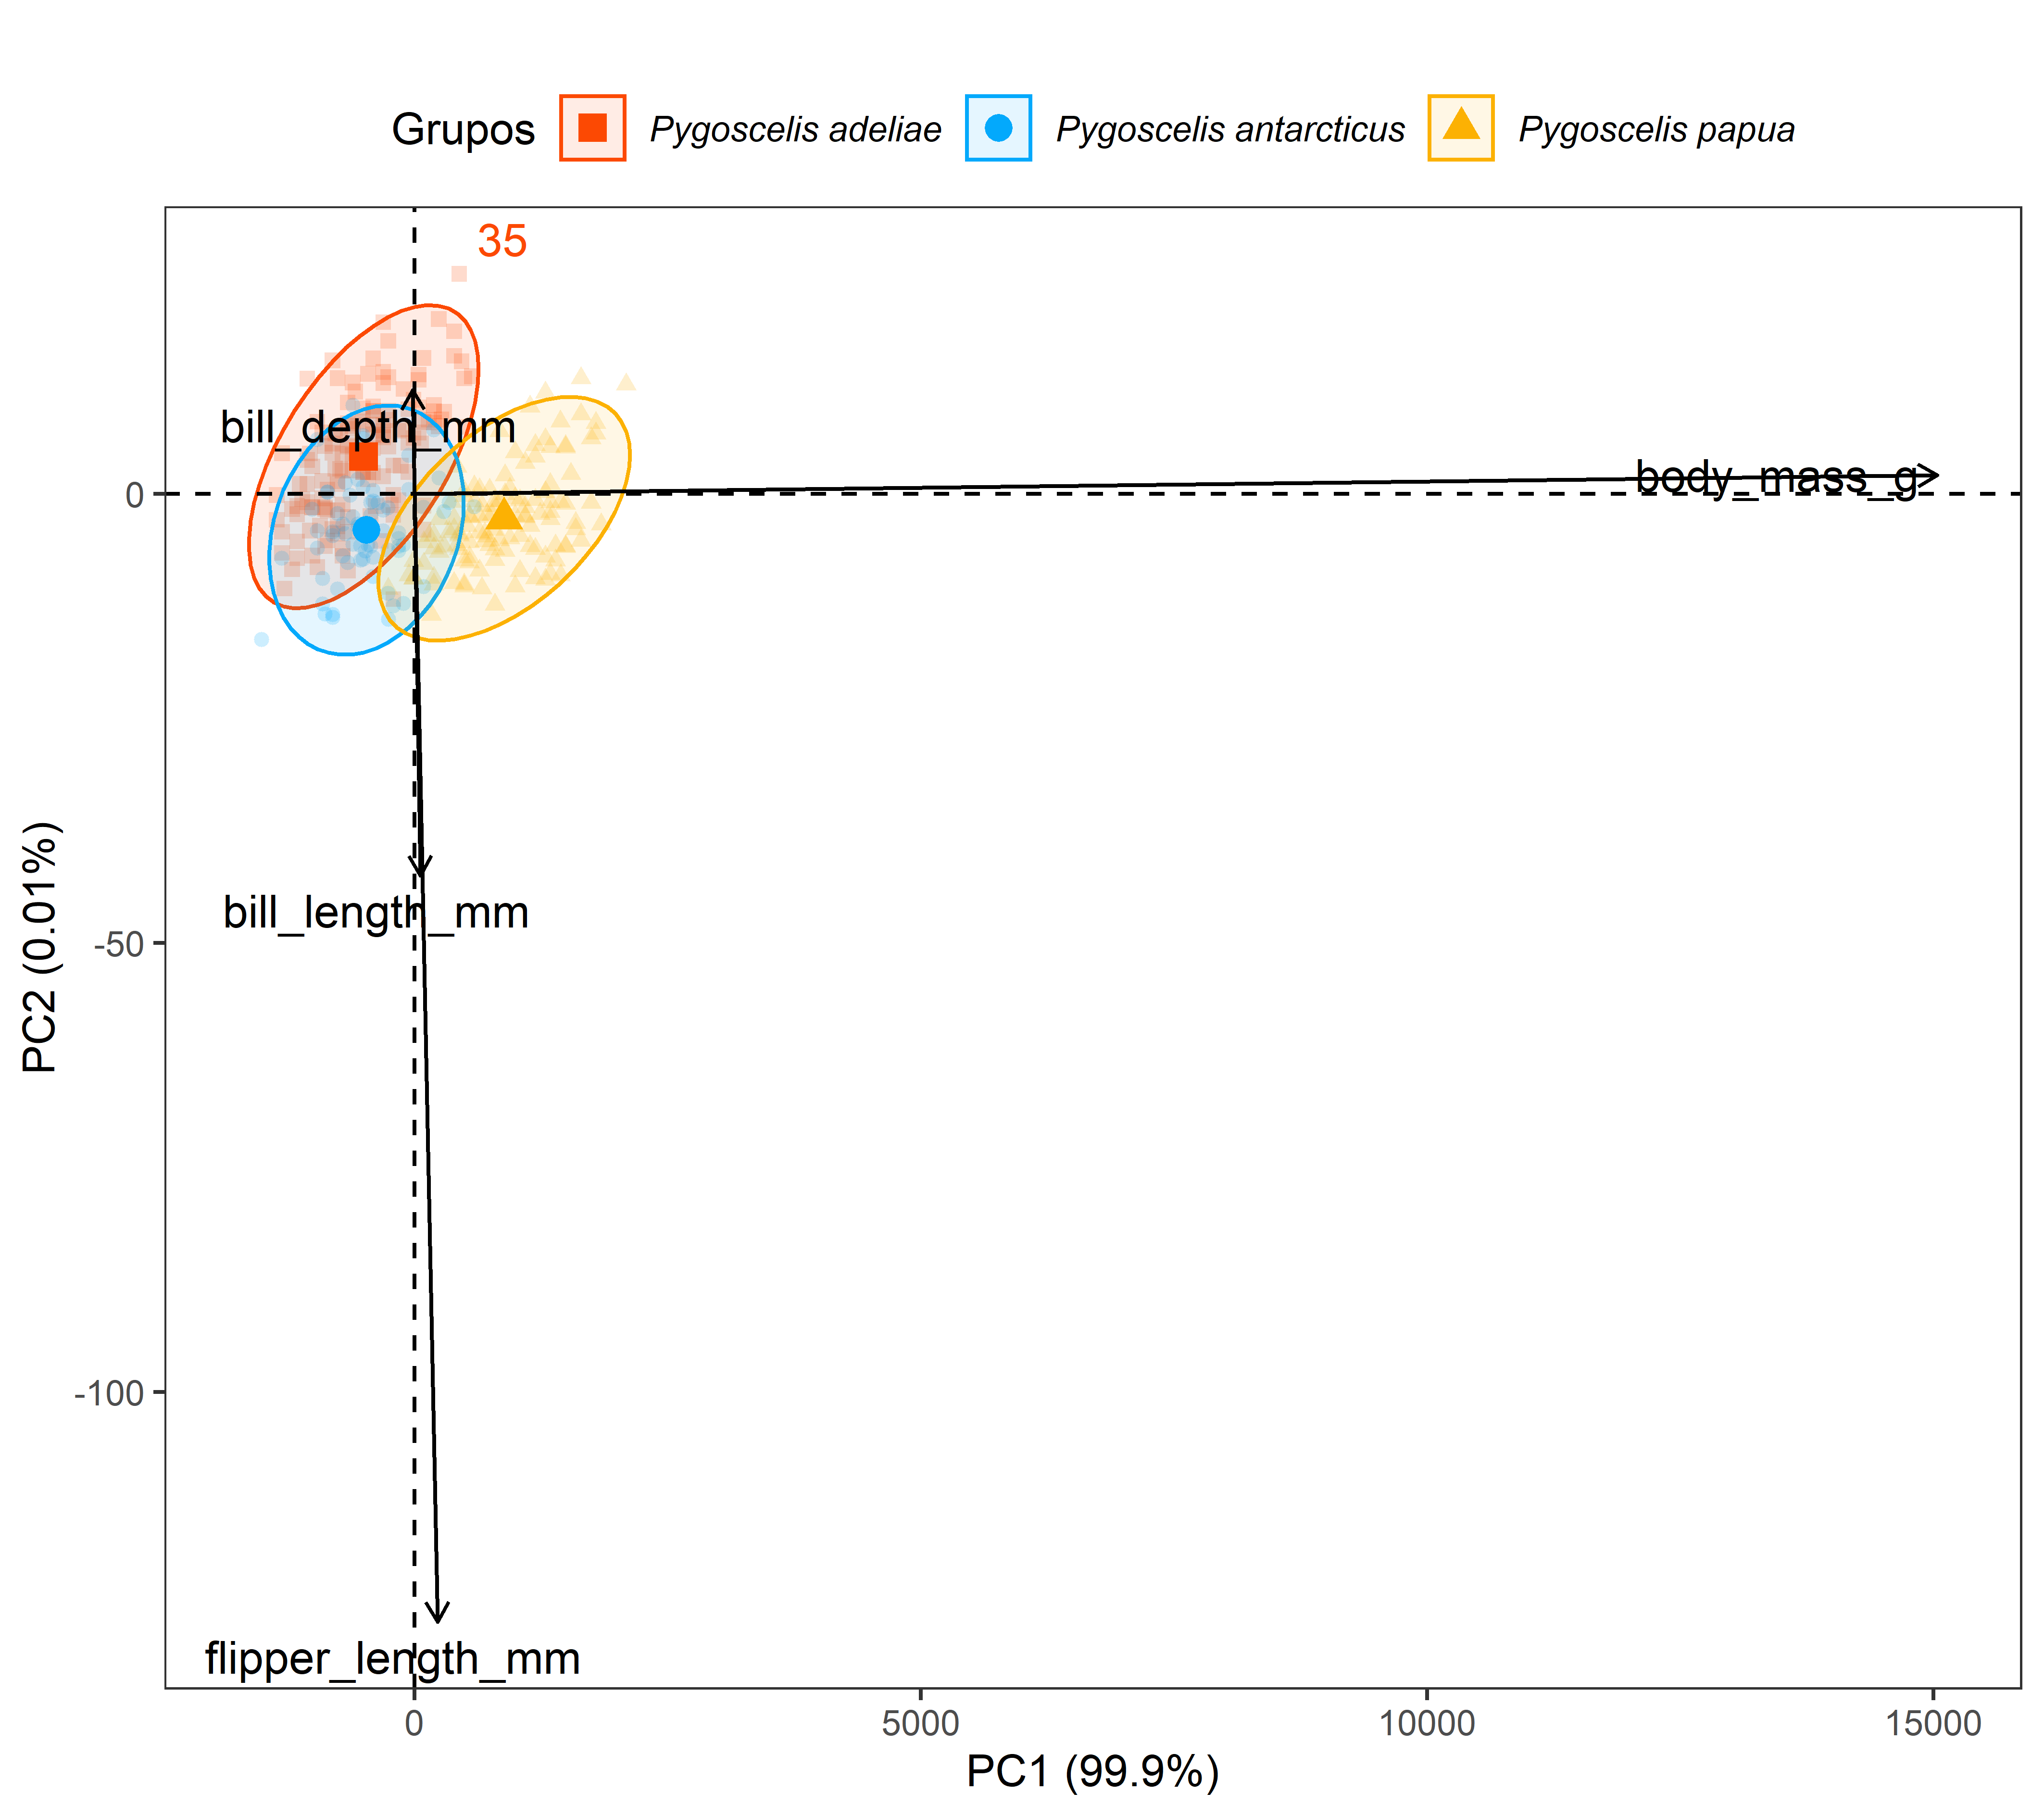 Grupos Pygoscelis adeliae Pygoscelis antarcticus Pygoscelis papua
35
bill_depth_mm
body_mass_g
0
bill_length_mm
-50
PC2 (0.01%)
-100
flipper_length_mm
0 5000 10000 15000
PC1 (99.9%)